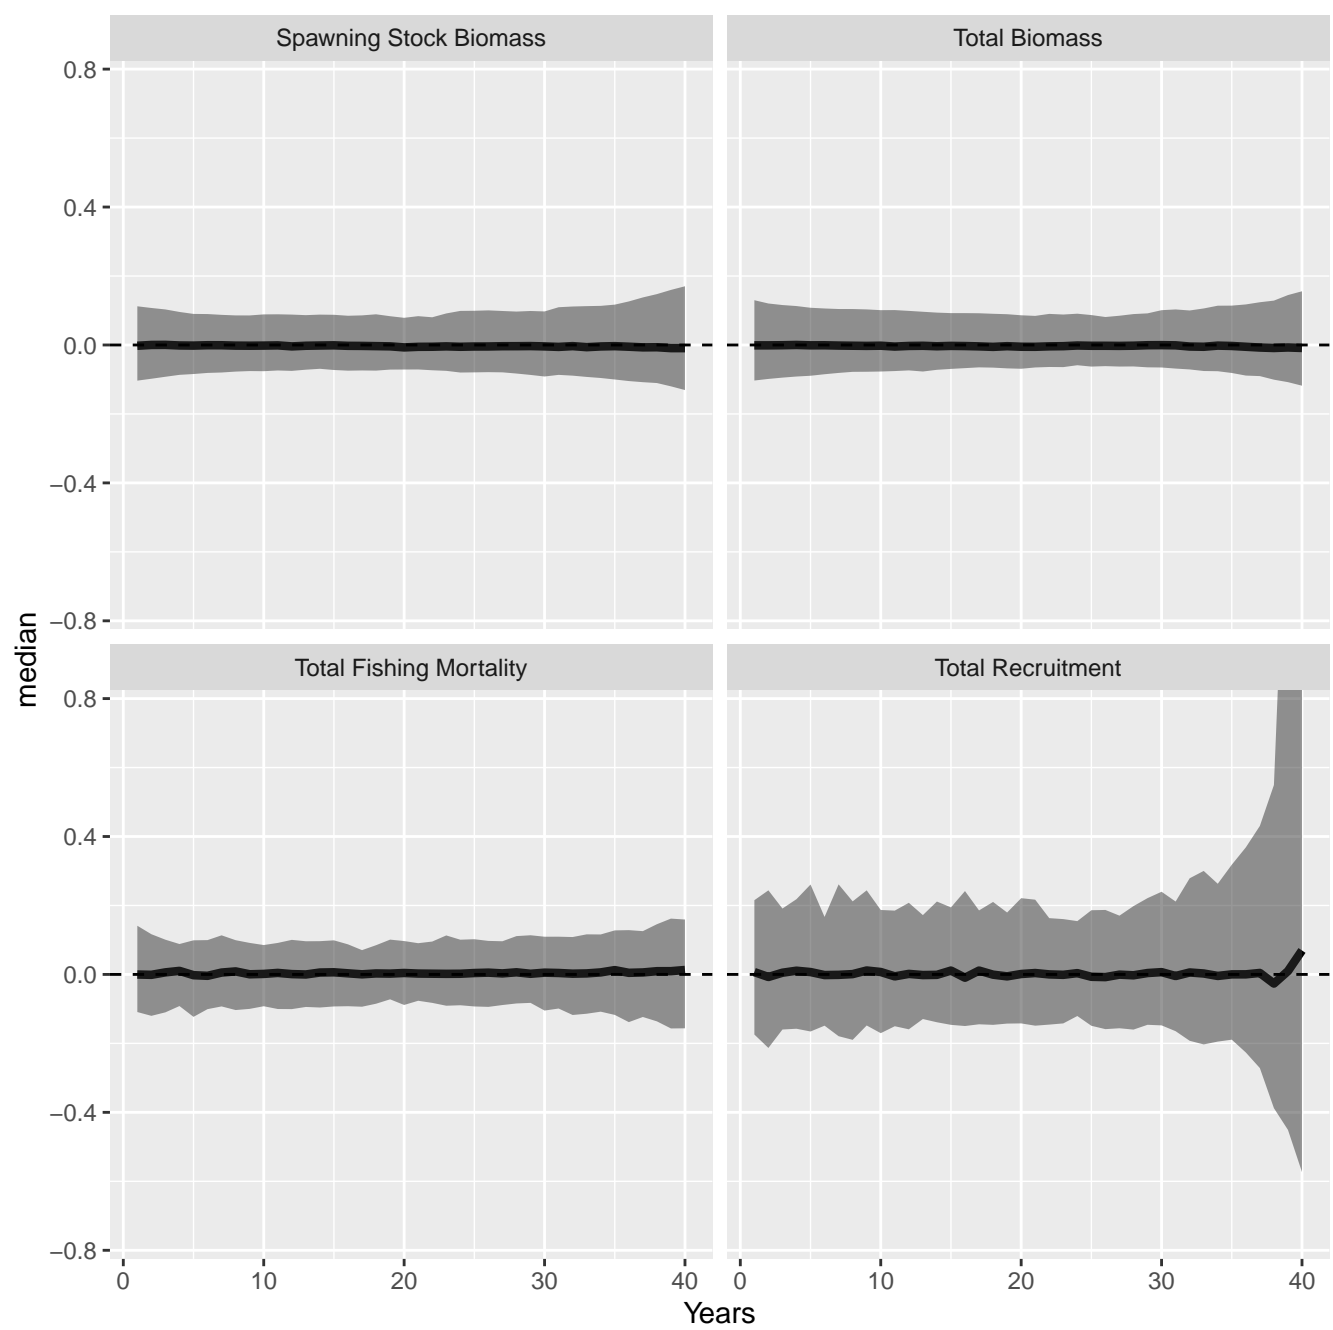 Spawning Stock Biomass
Total Biomass
0.8
0.4
0.0
−0.4
−0.8
median
Total Fishing Mortality
Total Recruitment
0.8
0.4
0.0
−0.4
−0.8
0 10 20 30 40
0 10 20 30 40
Years